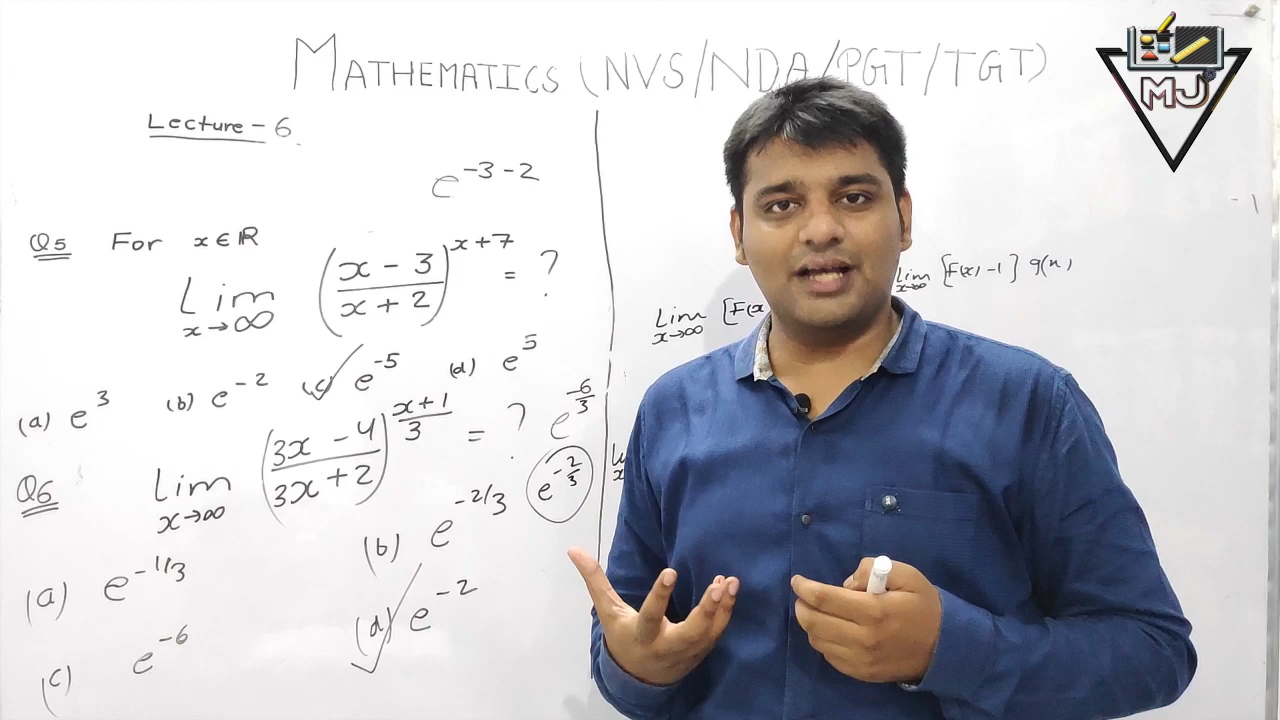 MATHEMATICS (NVS/NDA/PGT/TGT)
MJ
Lecture - 6
e^{-3-2}
Q5 For x ∈ ℝ
Lim x→∞ ((x - 3)/(x + 2))^{x+7} = ?
(a) e^3 (b) e^{-2} (c) e^{-5} (d) e^5
Q6 Lim x→∞ ((3x - 4)/(3x + 2))^{(x+1)/3} = ? e^{-6/3}
e^{-2/3}
(a) e^{-1/3} (b) e^{-2/3}
(c) e^{-6} (d) e^{-2}
Lim x→∞ [F(x
Lim x→∞ [F(x) -1] g(x)
-1